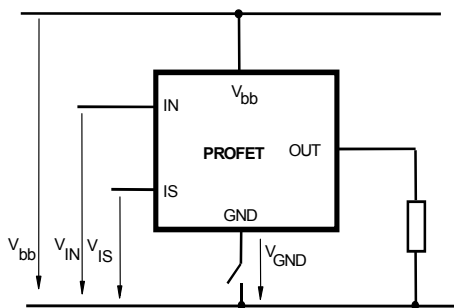 Vbb
IN
PROFET
OUT
IS
GND
Vbb
VIN
VIS
VGND